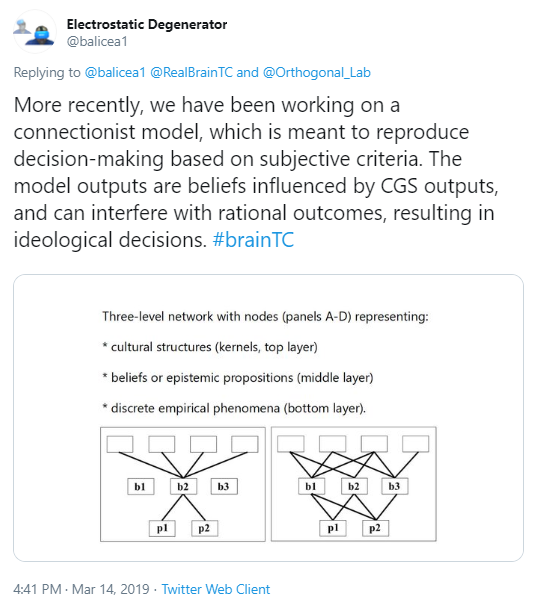 Electrostatic Degenerator
@balicea1
Replying to @balicea1 @RealBrainTC and @Orthogonal_Lab
More recently, we have been working on a
connectionist model, which is meant to reproduce
decision-making based on subjective criteria. The
model outputs are beliefs influenced by CGS outputs,
and can interfere with rational outcomes, resulting in
ideological decisions. #brainTC
Three-level network with nodes (panels A-D) representing:
* cultural structures (kernels, top layer)
* beliefs or epistemic propositions (middle layer)
* discrete empirical phenomena (bottom layer).
b1 b2 b3 b1 b2 b3
p1 p2 p1 p2
4:41 PM · Mar 14, 2019 · Twitter Web Client